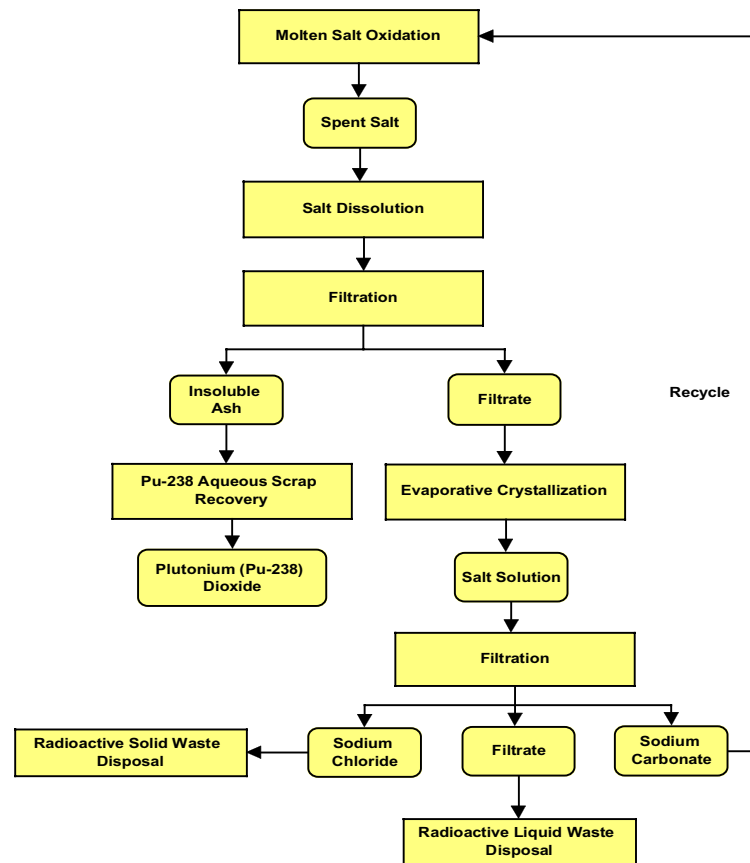 Molten Salt Oxidation
Spent Salt
Salt Dissolution
Filtration
Insoluble
Ash
Filtrate
Recycle
Pu-238 Aqueous Scrap
Recovery
Evaporative Crystallization
Plutonium (Pu-238)
Dioxide
Salt Solution
Filtration
Radioactive Solid Waste
Disposal
Sodium
Chloride
Filtrate
Sodium
Carbonate
Radioactive Liquid Waste
Disposal